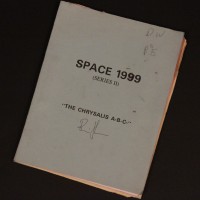 SPACE 1999
(SERIES II)
"THE CHRYSALIS A-B-C"